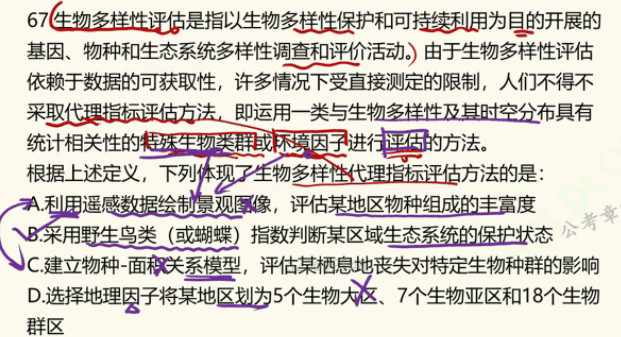 67生物多样性评估是指以生物多样性保护和可持续利用为目的开展的
基因、物种和生态系统多样性调查和评价活动。由于生物多样性评估
依赖于数据的可获取性，许多情况下受直接测定的限制，人们不得不
采取代理指标评估方法，即运用一类与生物多样性及其时空分布具有
统计相关性的特殊生物类群或环境因子进行评估的方法。
根据上述定义，下列体现了生物多样性代理指标评估方法的是：
A.利用遥感数据绘制景观图像，评估某地区物种组成的丰富度
B.采用野生鸟类（或蝴蝶）指数判断某区域生态系统的保护状态
公考章
C.建立物种-面积关系模型，评估某栖息地丧失对特定生物种群的影响
D.选择地理因子将某地区划为5个生物大区、7个生物亚区和18个生物
群区